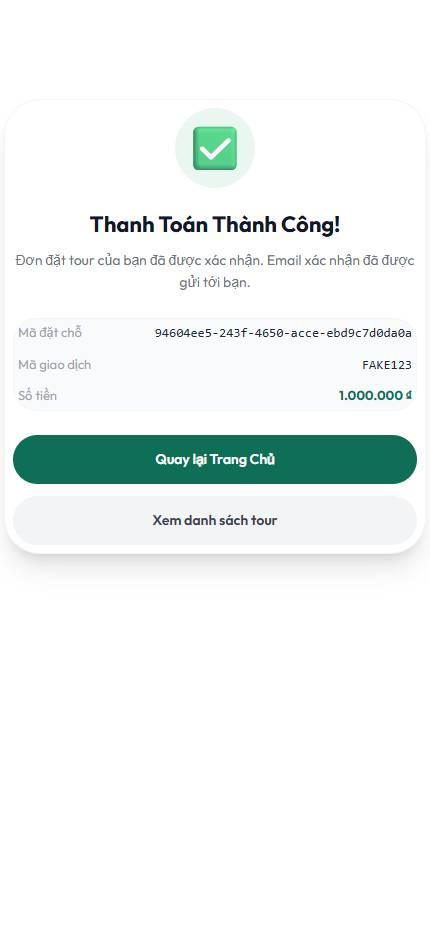 Thanh Toán Thành Công!
Đơn đặt tour của bạn đã được xác nhận. Email xác nhận đã được
gửi tới bạn.
Mã đặt chỗ 94604ee5-243f-4650-acce-ebd9c7d0da0a
Mã giao dịch FAKE123
Số tiền 1.000.000 ₫
Quay lại Trang Chủ
Xem danh sách tour